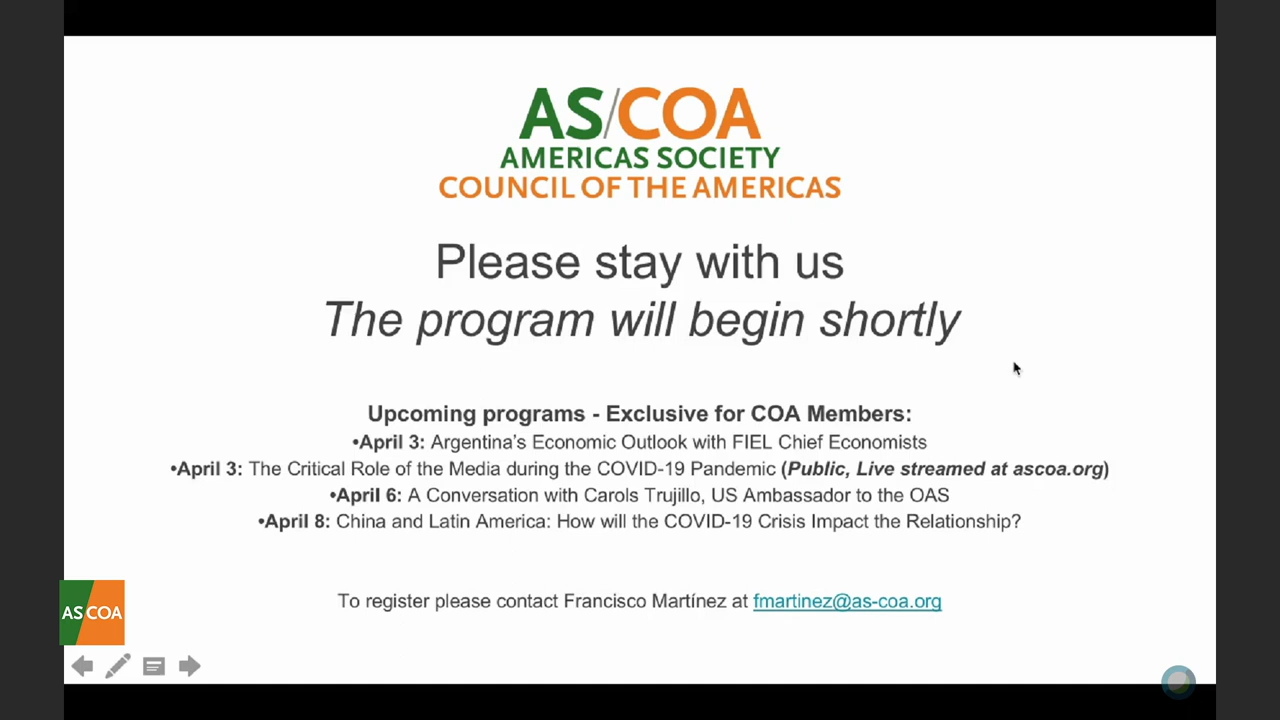 AS/COA
AMERICAS SOCIETY
COUNCIL OF THE AMERICAS
Please stay with us
The program will begin shortly
Upcoming programs - Exclusive for COA Members:
•April 3: Argentina's Economic Outlook with FIEL Chief Economists
•April 3: The Critical Role of the Media during the COVID-19 Pandemic (Public, Live streamed at ascoa.org)
•April 6: A Conversation with Carols Trujillo, US Ambassador to the OAS
•April 8: China and Latin America: How will the COVID-19 Crisis Impact the Relationship?
To register please contact Francisco Martínez at fmartinez@as-coa.org
AS COA